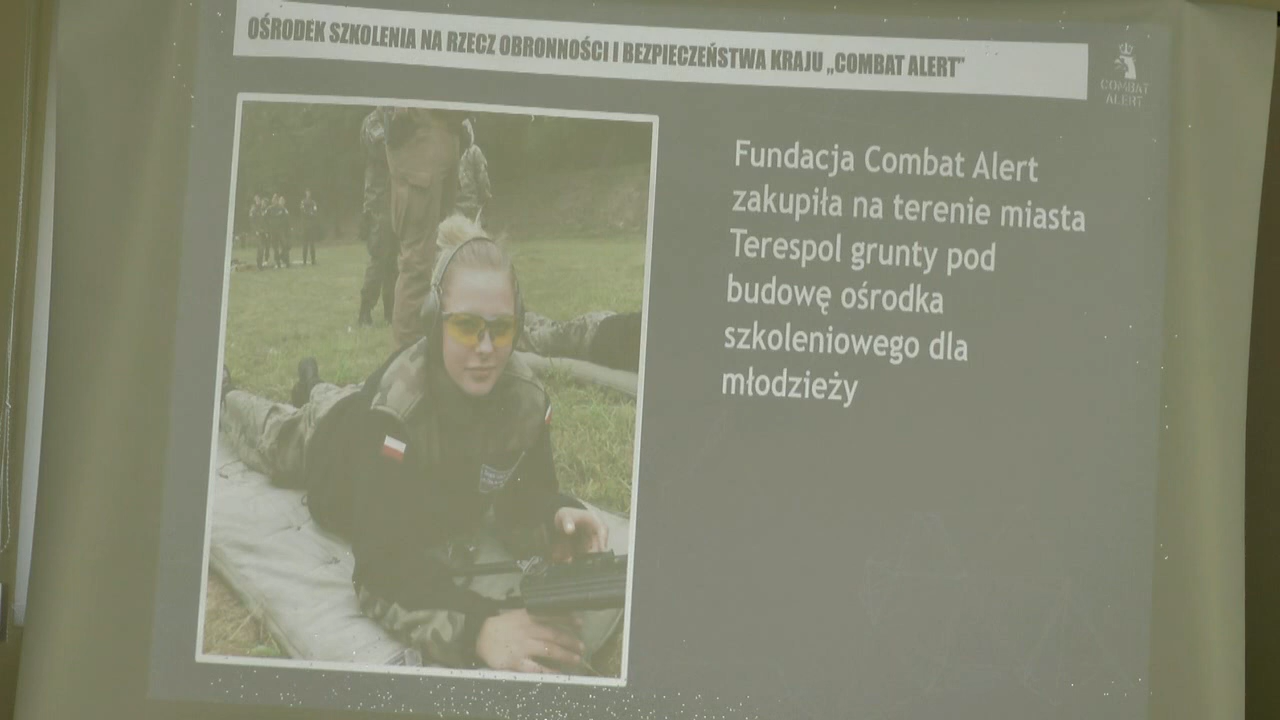 OŚRODEK SZKOLENIA NA RZECZ OBRONNOŚCI I BEZPIECZEŃSTWA KRAJU „COMBAT ALERT”
COMBAT
ALERT
Fundacja Combat Alert
zakupiła na terenie miasta
Terespol grunty pod
budowę ośrodka
szkoleniowego dla
młodzieży